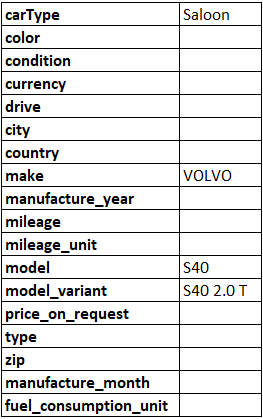 carType Saloon
color
condition
currency
drive
city
country
make VOLVO
manufacture_year
mileage
mileage_unit
model S40
model_variant S40 2.0 T
price_on_request
type
zip
manufacture_month
fuel_consumption_unit